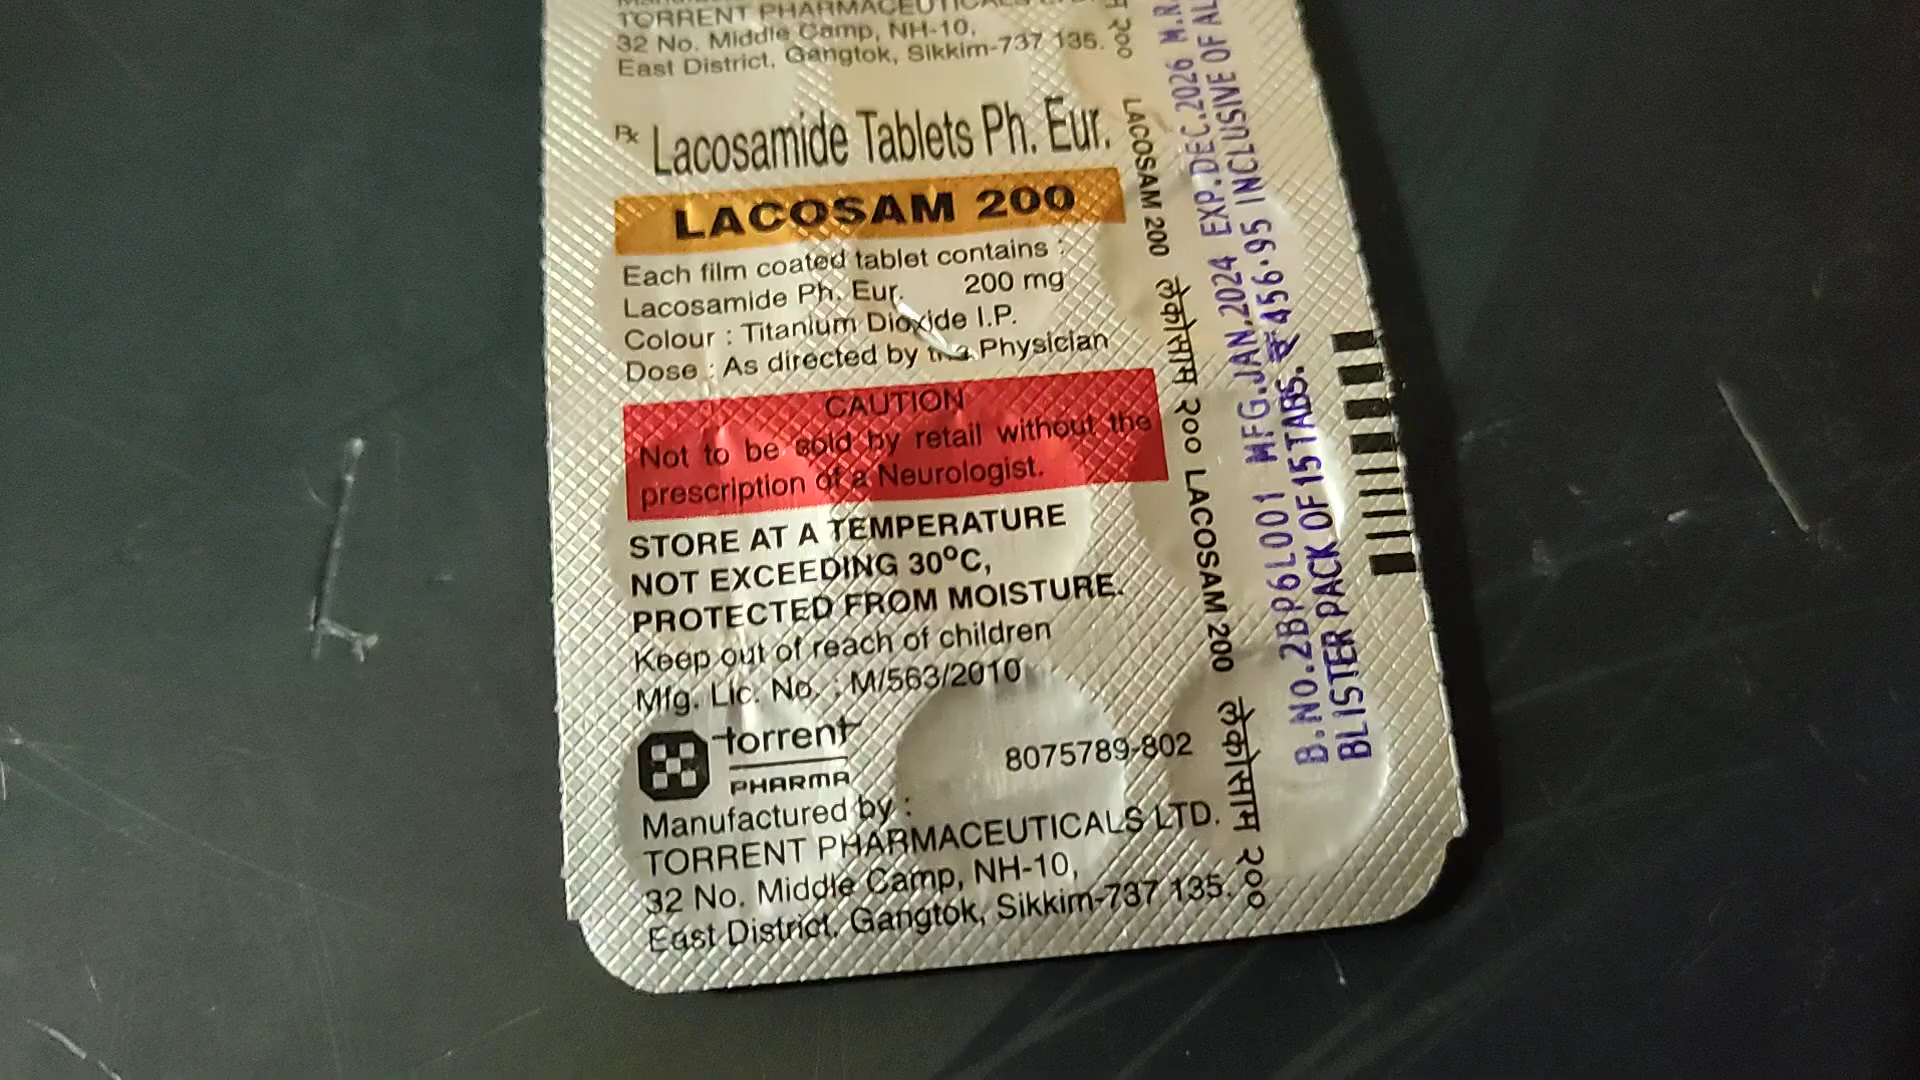 TORRENT PHARMACEUTICALS LTD.
32 No. Middle Camp, NH-10,
East District, Gangtok, Sikkim-737 135.
Rx Lacosamide Tablets Ph. Eur.
LACOSAM 200
Each film coated tablet contains :
Lacosamide Ph. Eur. 200 mg
Colour : Titanium Dioxide I.P.
Dose : As directed by the Physician
CAUTION
Not to be sold by retail without the
prescription of a Neurologist.
STORE AT A TEMPERATURE
NOT EXCEEDING 30°C,
PROTECTED FROM MOISTURE.
Keep out of reach of children
Mfg. Lic. No. : M/563/2010
torrent
PHARMA
8075789-802
Manufactured by :
TORRENT PHARMACEUTICALS LTD.
32 No. Middle Camp, NH-10,
East District, Gangtok, Sikkim-737 135.
२०० LACOSAM 200 लेकोसाम २०० LACOSAM 200 लेकोसाम २००
B.NO.2BP6L001 MFG.JAN.2024 EXP.DEC.2026
BLISTER PACK OF 15 TABS. ₹ 456.95 INCLUSIVE OF